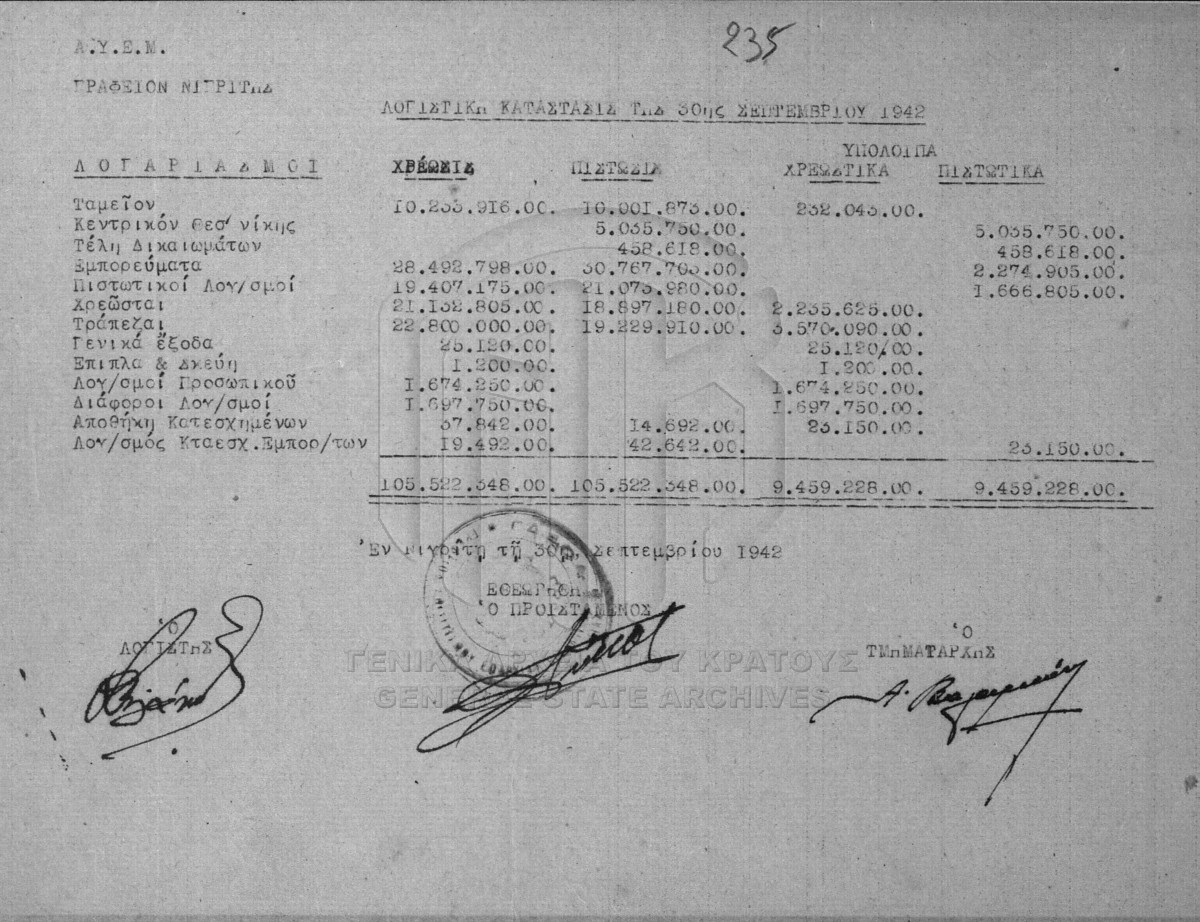 Α.Υ.Ε.Μ.
235
ΓΡΑΦΕΙΟΝ ΝΙΓΡΙΤΗΣ
ΛΟΓΙΣΤΙΚΗ ΚΑΤΑΣΤΑΣΙΣ ΤΗΣ 30ης ΣΕΠΤΕΜΒΡΙΟΥ 1942
ΥΠΟΛΟΙΠΑ
ΛΟΓΑΡΙΑΣΜΟΙ ΧΡΕΩΣΙΣ ΠΙΣΤΩΣΙΣ ΧΡΕΩΣΤΙΚΑ ΠΙΣΤΩΤΙΚΑ
Ταμεῖον 10.233.916.00. 10.001.873.00. 232.043.00.
Κεντρικόν Θεσ'νίκης 5.035.750.00. 5.035.750.00.
Τέλη Δικαιωμάτων 458.618.00. 458.618.00.
Εμπορεύματα 28.492.798.00. 30.767.703.00. 2.274.905.00.
Πιστωτικοί Λογ/σμοί 19.407.175.00. 21.073.980.00. 1.666.805.00.
Χρεῶσται 21.132.805.00 18.897.180.00. 2.235.625.00.
Τράπεζαι 22.800.000.00. 19.229.910.00. 3.570.090.00.
Γενικά ἔξοδα 25.120.00. 25.120/00.
Επιπλα & Σκεύη 1.200.00. 1.200.00.
Λογ/σμοί Προσωπικοῦ 1.674.250.00. 1.674.250.00.
Διάφοροι Λογ/σμοί 1.697.750.00. 1.697.750.00.
Αποθήκη Κατεσχημένων 37.842.00. 14.692.00. 23.150.00.
Λογ/σμός Κταεσχ.Εμπορ/των 19.492.00. 42.642.00. 23.150.00.
105.522.348.00. 105.522.348.00. 9.459.228.00. 9.459.228.00.
Ἐν Νιγρίτη τῇ 30ῃ Σεπτεμβρίου 1942
ΕΘΕΩΡΗΘΗ
Ο ΠΡΟΙΣΤΑΜΕΝΟΣ
Ὁ
ΛΟΓΙΣΤΗΣ
Ὁ
ΤΜΗΜΑΤΑΡΧΗΣ
ΓΕΝΙΚΑ ΑΡΧΕΙΑ ΤΟΥ ΚΡΑΤΟΥΣ
GENERAL STATE ARCHIVES